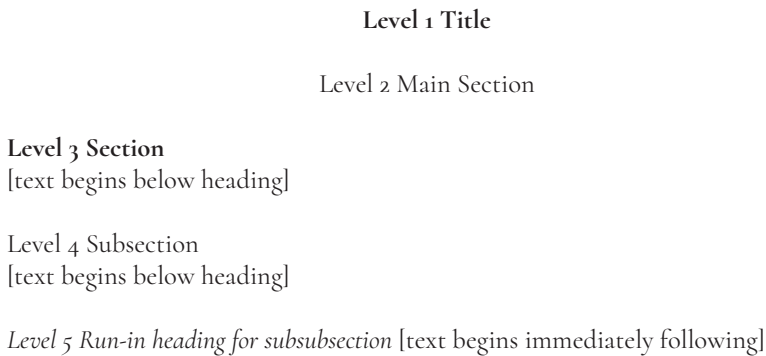 Level 1 Title
Level 2 Main Section
Level 3 Section
[text begins below heading]
Level 4 Subsection
[text begins below heading]
Level 5 Run-in heading for subsubsection [text begins immediately following]